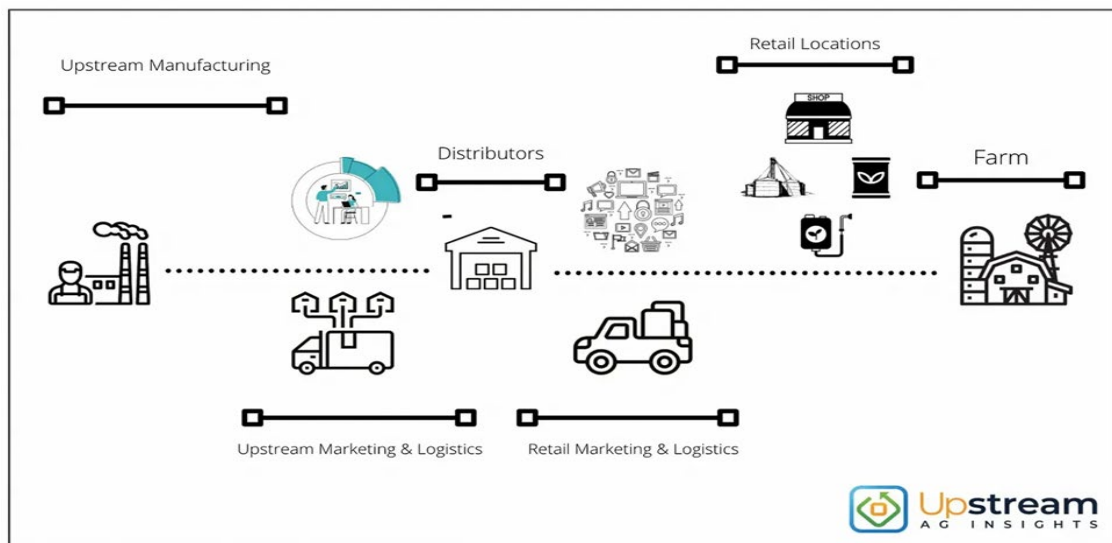 Retail Locations
Upstream Manufacturing
SHOP
Distributors
Farm
Upstream Marketing & Logistics
Retail Marketing & Logistics
Upstream
AG INSIGHTS